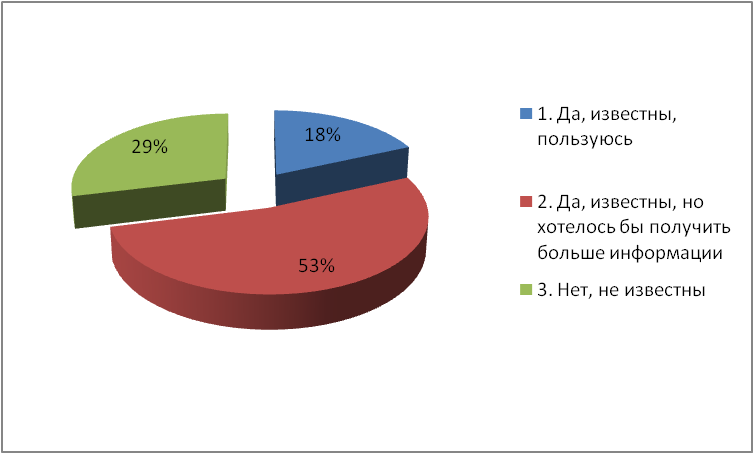 18%
29%
53%
1. Да, известны,
пользуюсь
2. Да, известны, но
хотелось бы получить
больше информации
3. Нет, не известны